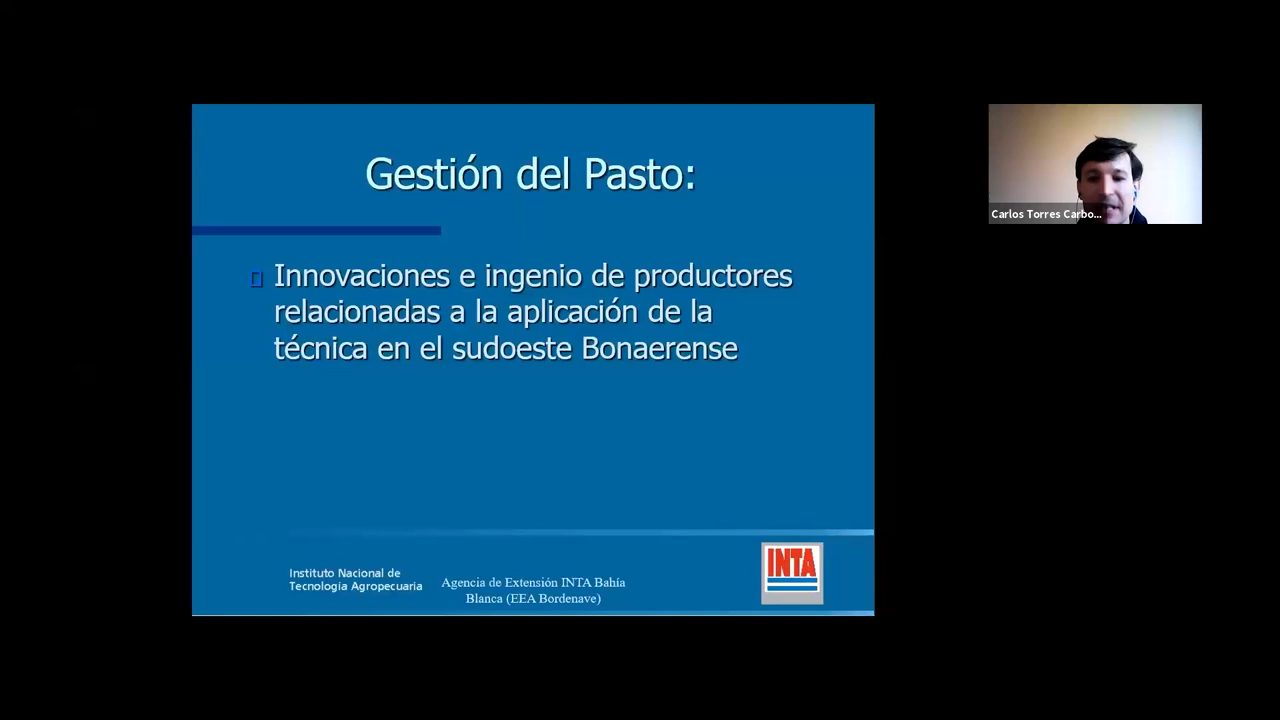 Gestión del Pasto:
Innovaciones e ingenio de productores
relacionadas a la aplicación de la
técnica en el sudoeste Bonaerense
Instituto Nacional de
Tecnología Agropecuaria
Agencia de Extensión INTA Bahía
Blanca (EEA Bordenave)
INTA
Carlos Torres Carbo...